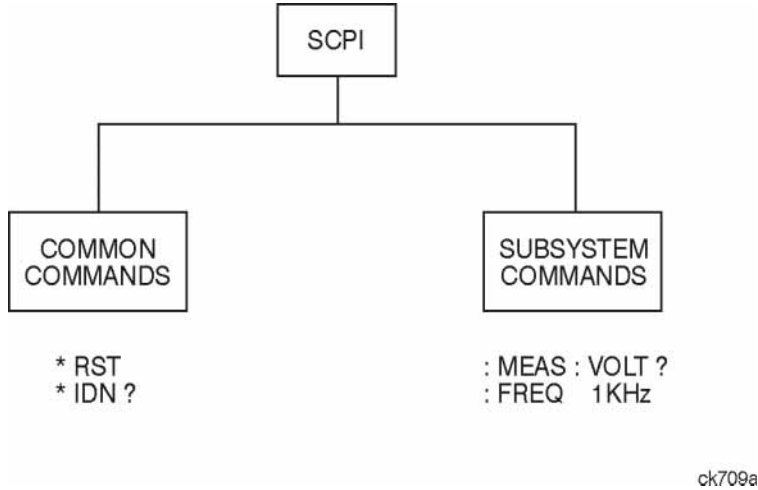 SCPI
COMMON
COMMANDS
SUBSYSTEM
COMMANDS
* RST
* IDN ?
: MEAS : VOLT ?
: FREQ 1KHz
ck709a